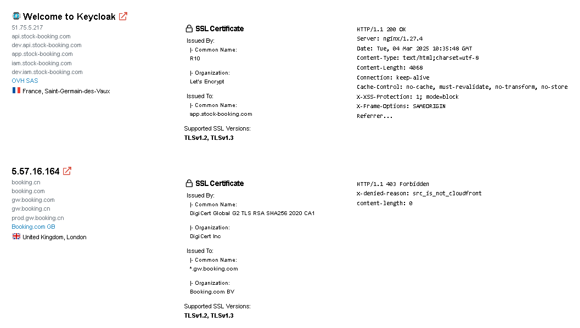 Welcome to Keycloak
51.75.5.217
api.stock-booking.com
dev.api.stock-booking.com
app.stock-booking.com
iam.stock-booking.com
dev.iam.stock-booking.com
OVH SAS
France, Saint-Germain-des-Vaux
SSL Certificate
Issued By:
|- Common Name:
R10
|- Organization:
Let's Encrypt
Issued To:
|- Common Name:
app.stock-booking.com
Supported SSL Versions:
TLSv1.2, TLSv1.3
HTTP/1.1 200 OK
Server: nginx/1.27.4
Date: Tue, 04 Mar 2025 10:35:40 GMT
Content-Type: text/html;charset=utf-8
Content-Length: 4068
Connection: keep-alive
Cache-Control: no-cache, must-revalidate, no-transform, no-store
X-XSS-Protection: 1; mode=block
X-Frame-Options: SAMEORIGIN
Referrer...
5.57.16.164
booking.cn
booking.com
gw.booking.com
gw.booking.cn
prod.gw.booking.cn
Booking.com GB
United Kingdom, London
SSL Certificate
Issued By:
|- Common Name:
DigiCert Global G2 TLS RSA SHA256 2020 CA1
|- Organization:
DigiCert Inc
Issued To:
|- Common Name:
*.gw.booking.com
|- Organization:
Booking.com BV
Supported SSL Versions:
TLSv1.2, TLSv1.3
HTTP/1.1 403 Forbidden
x-denied-reason: src_is_not_cloudfront
content-length: 0